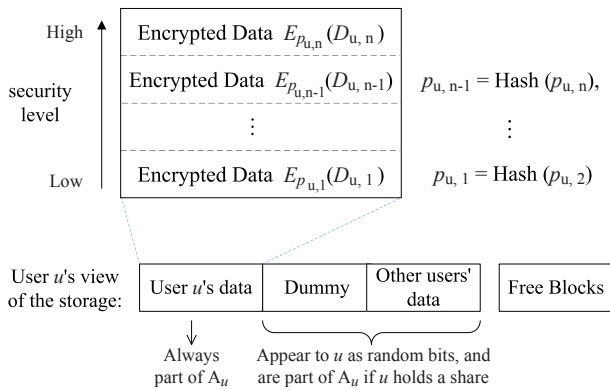 High
Encrypted Data E_{p_{u,n}}(D_{u, n})
Encrypted Data E_{p_{u,n-1}}(D_{u, n-1})
p_{u, n-1} = Hash (p_{u, n}),
security
level
⋮
⋮
Low
Encrypted Data E_{p_{u,1}}(D_{u, 1})
p_{u, 1} = Hash (p_{u, 2})
User u's view
of the storage:
User u's data
Dummy
Other users'
data
Free Blocks
Always
part of A_u
Appear to u as random bits, and
are part of A_u if u holds a share